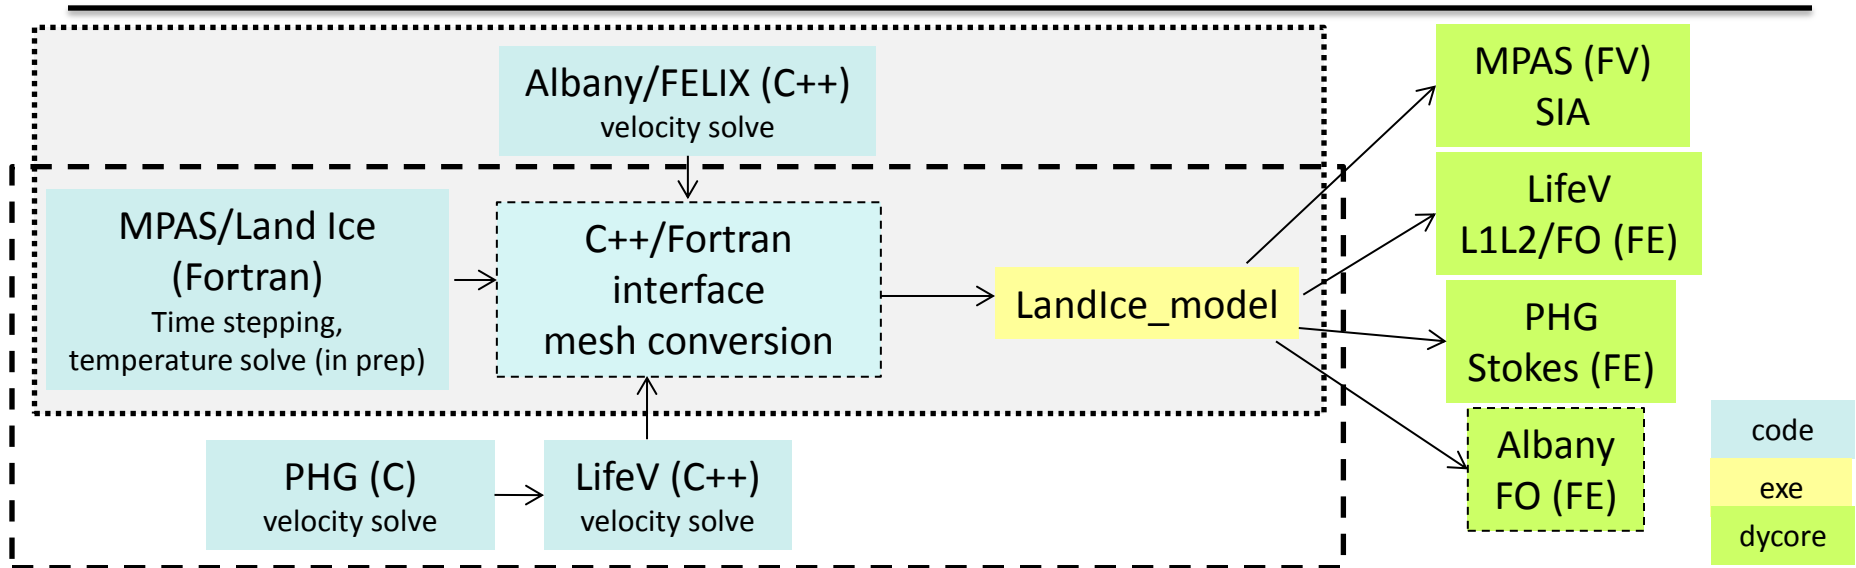 Albany/FELIX (C++)
velocity solve
MPAS/Land Ice
(Fortran)
Time stepping,
temperature solve (in prep)
C++/Fortran
interface
mesh conversion
PHG (C)
velocity solve
LifeV (C++)
velocity solve
LandIce_model
MPAS (FV)
SIA
LifeV
L1L2/FO (FE)
PHG
Stokes (FE)
Albany
FO (FE)
code
exe
dycore